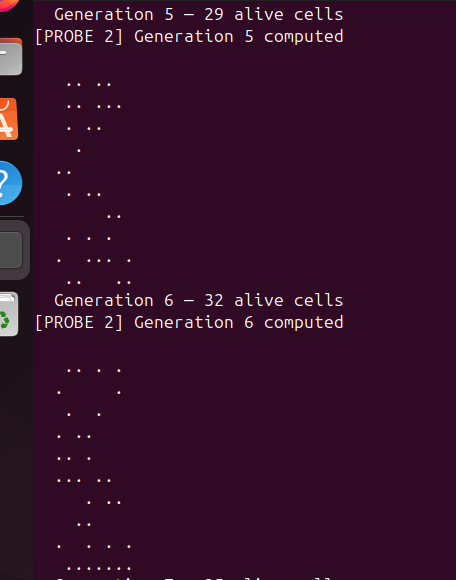 Generation 5 — 29 alive cells
[PROBE 2] Generation 5 computed
   .. ..
   .. ...
   . ..
    .
  ..
   . ..
       ..
   . . .
  .  ... .
   ..   ..
Generation 6 — 32 alive cells
[PROBE 2] Generation 6 computed
   .. . .
  .     .
   .  .
  . ..
  .. .
  ... ..
     . ..
    ..
  .  . . .
   .......